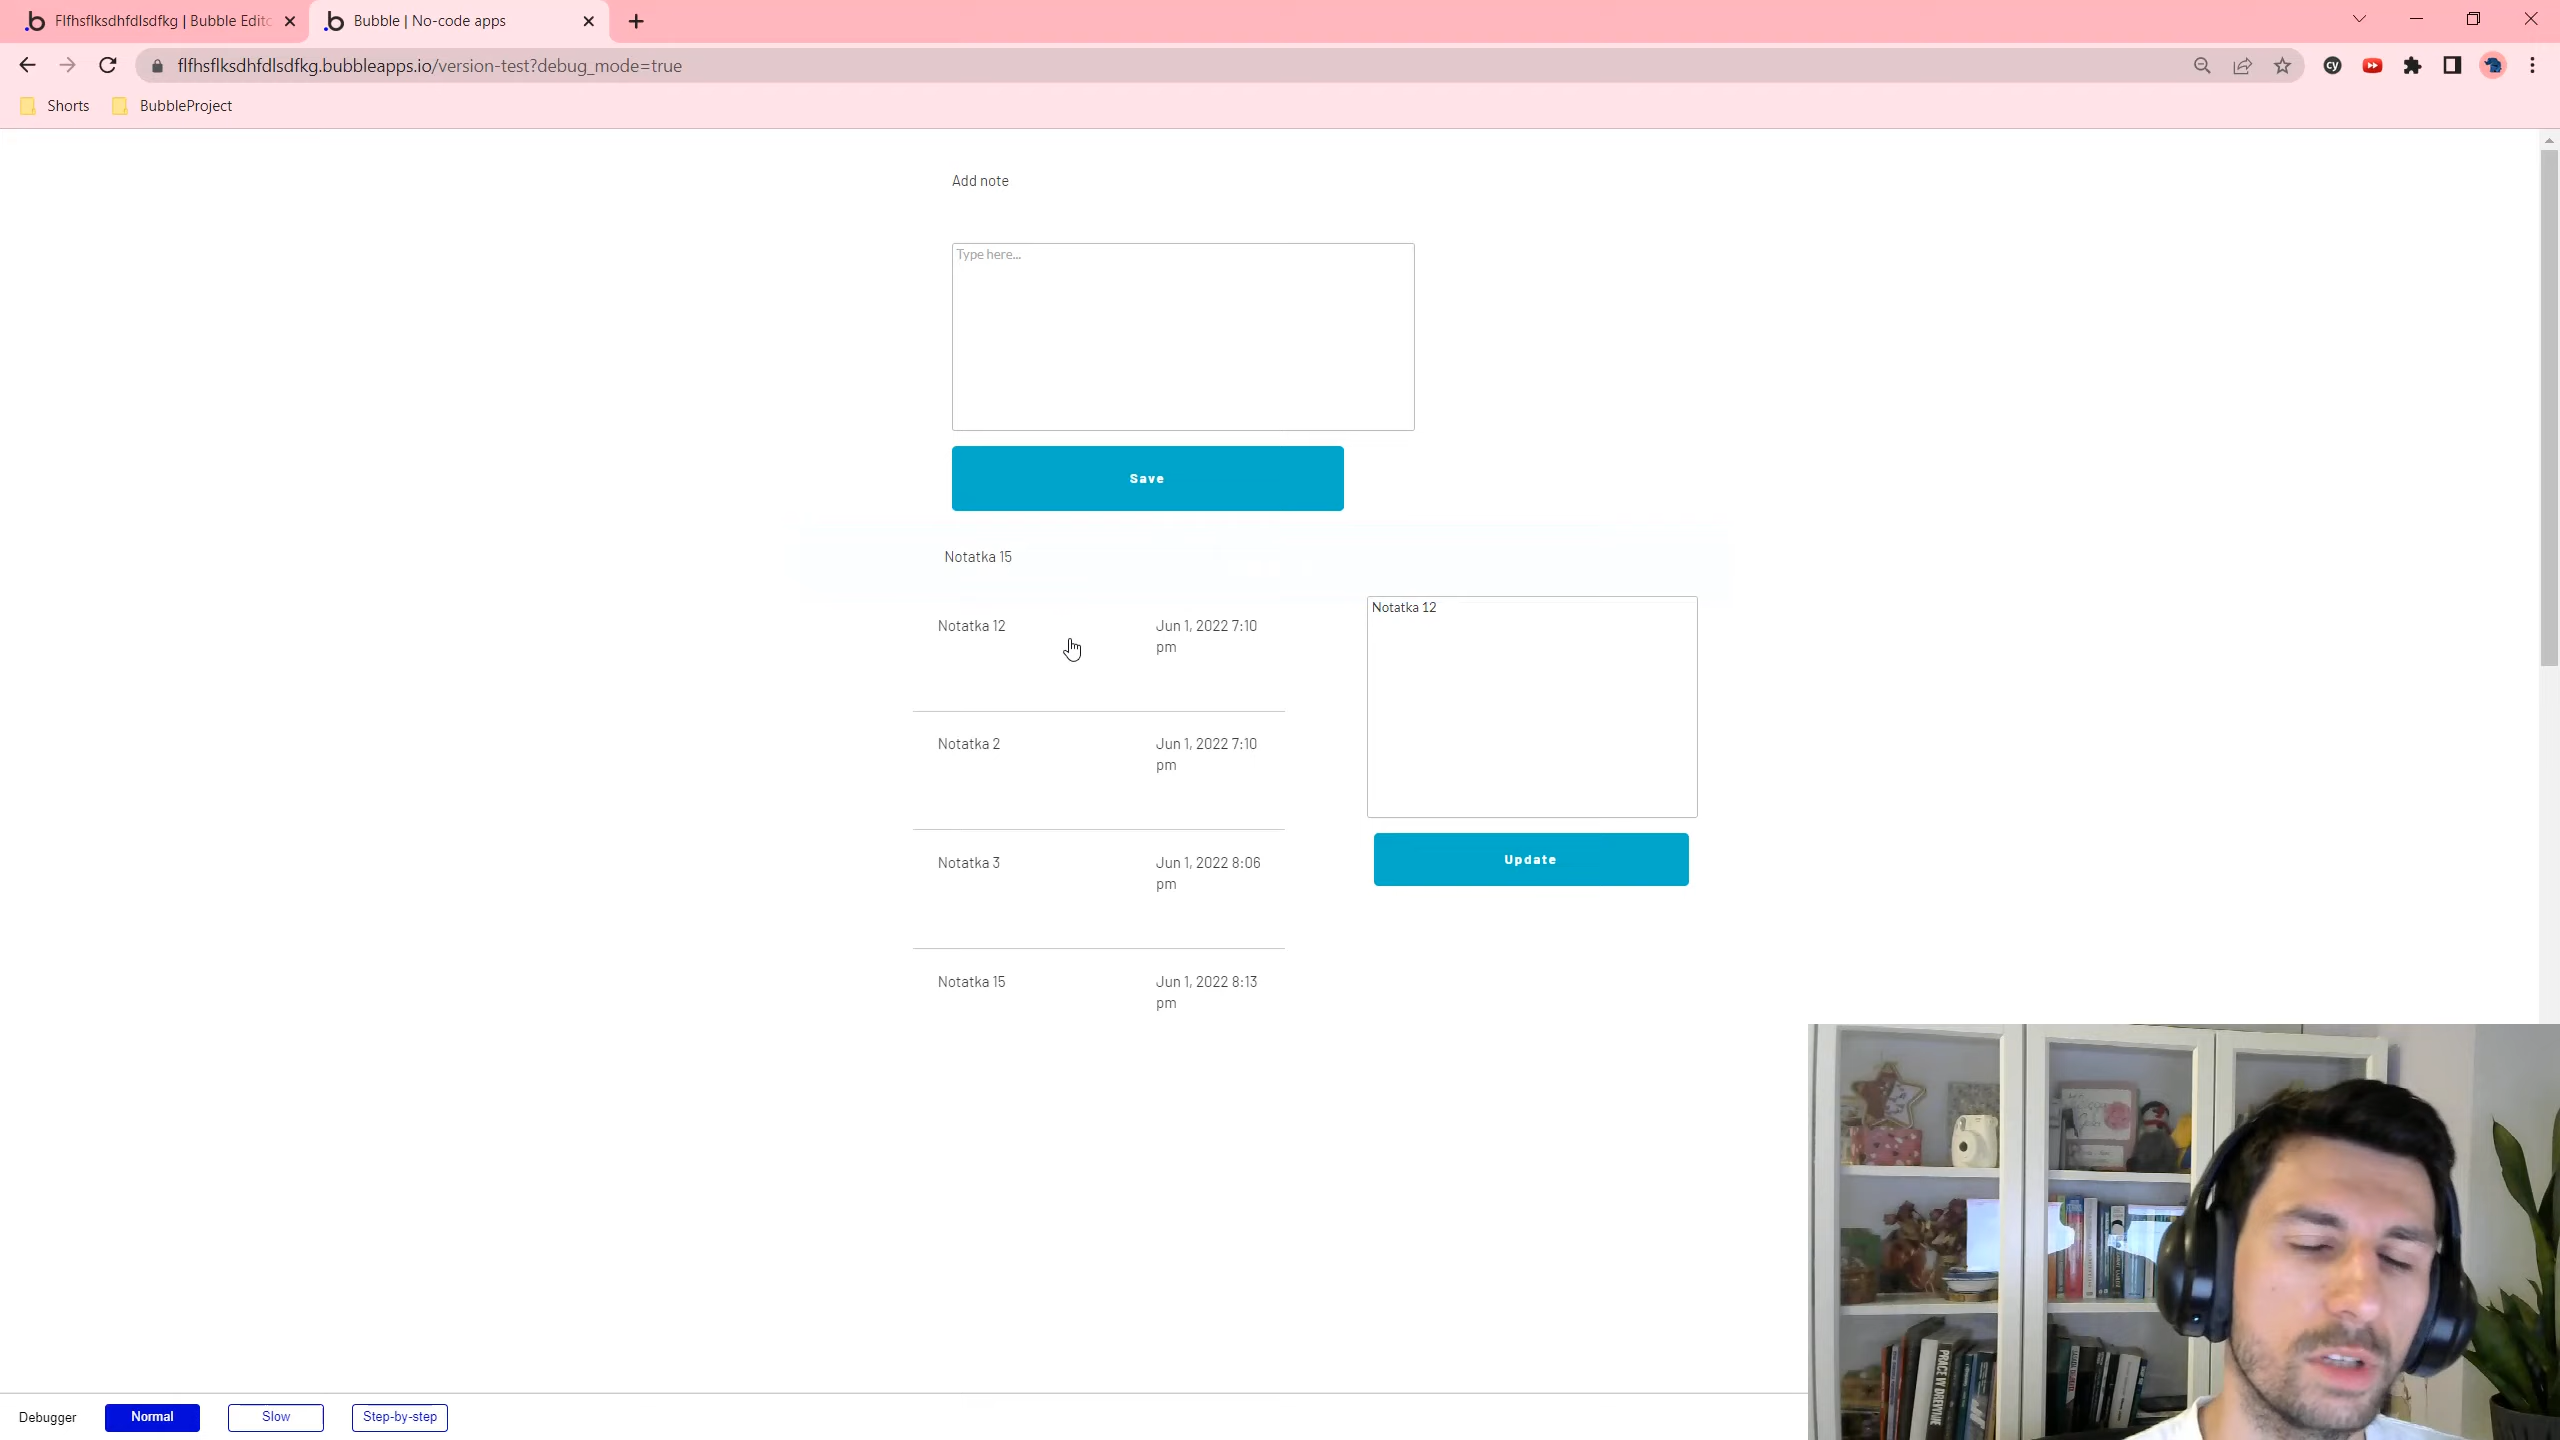 Flfhsflksdhfdlsdfkg | Bubble Edito
Bubble | No-code apps
flfhsflksdhfdlsdfkg.bubbleapps.io/version-test?debug_mode=true
Shorts
BubbleProject
Add note
Type here...
Save
Notatka 15
Notatka 12
Jun 1, 2022 7:10
pm
Notatka 12
Notatka 2
Jun 1, 2022 7:10
pm
Notatka 3
Jun 1, 2022 8:06
pm
Update
Notatka 15
Jun 1, 2022 8:13
pm
Debugger
Normal
Slow
Step-by-step